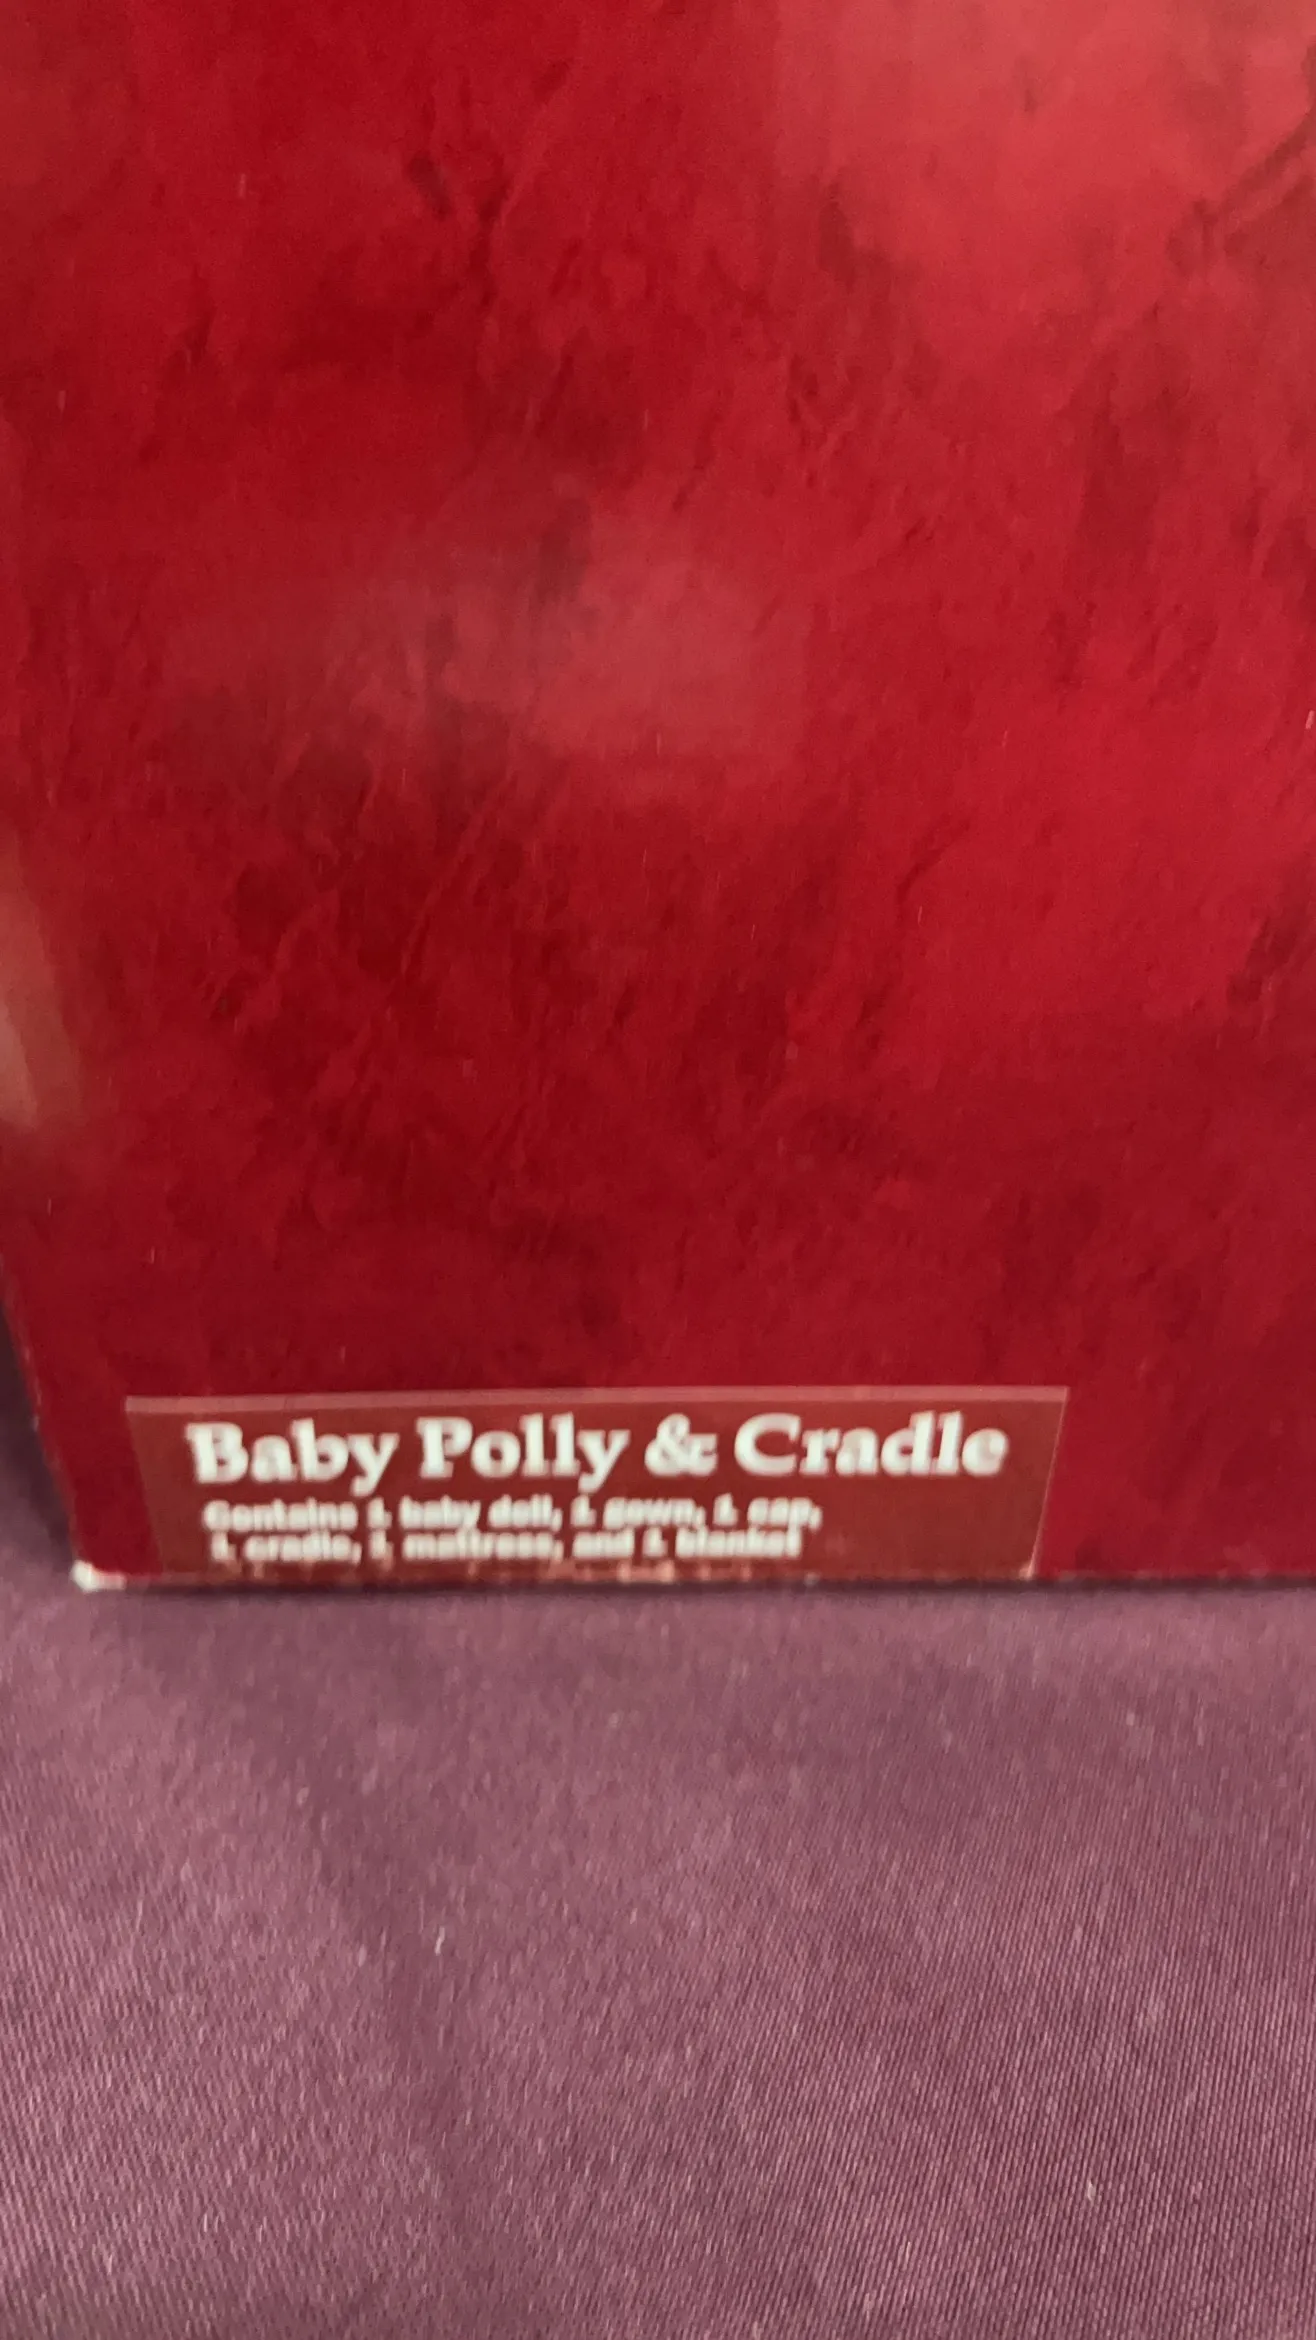 Baby Polly & Cradle
Contains 1 baby doll, 1 gown, 1 cap,
1 cradle, 1 mattress, and 1 blanket